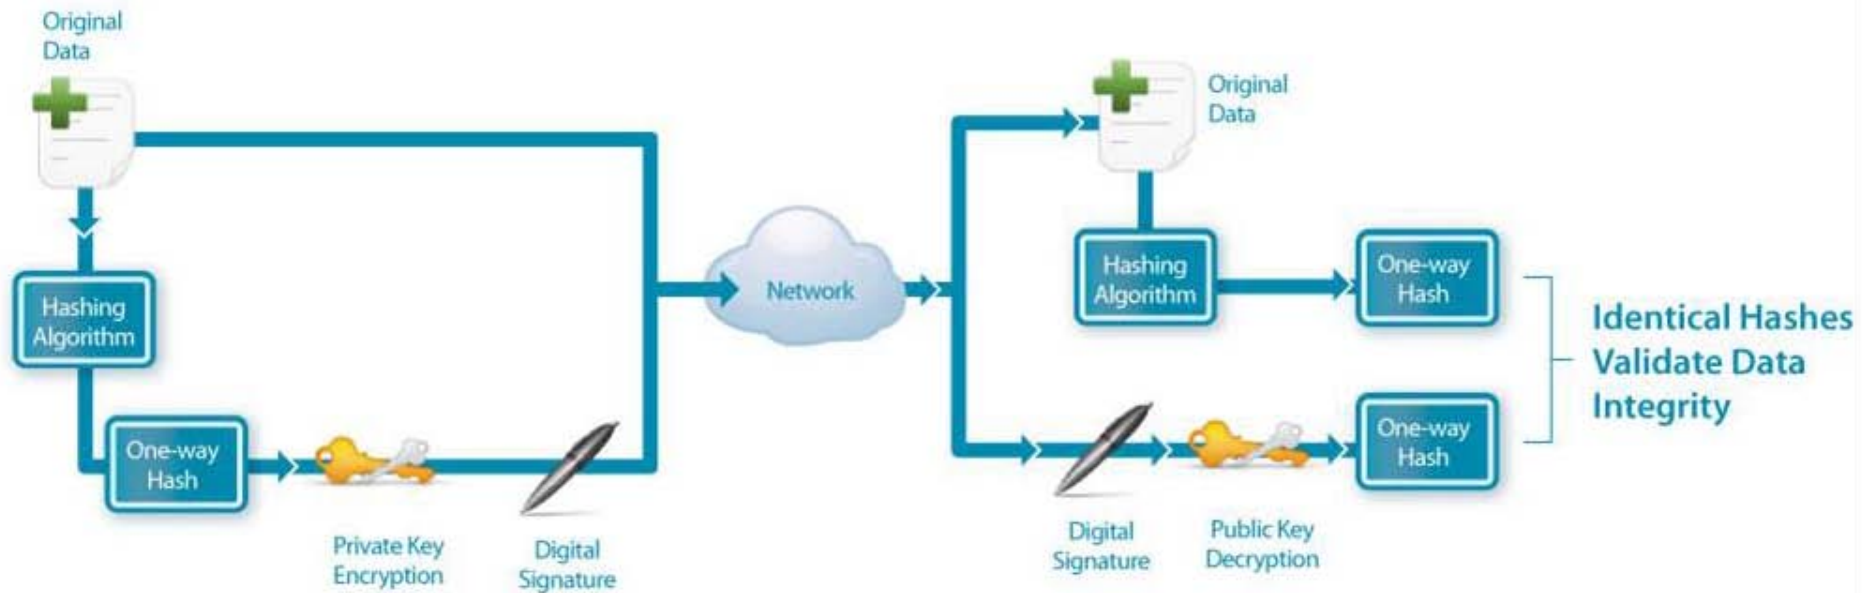 Original
Data
Hashing
Algorithm
One-way
Hash
Private Key
Encryption
Digital
Signature
Network
Original
Data
Hashing
Algorithm
One-way
Hash
Digital
Signature
Public Key
Decryption
One-way
Hash
Identical Hashes
Validate Data
Integrity